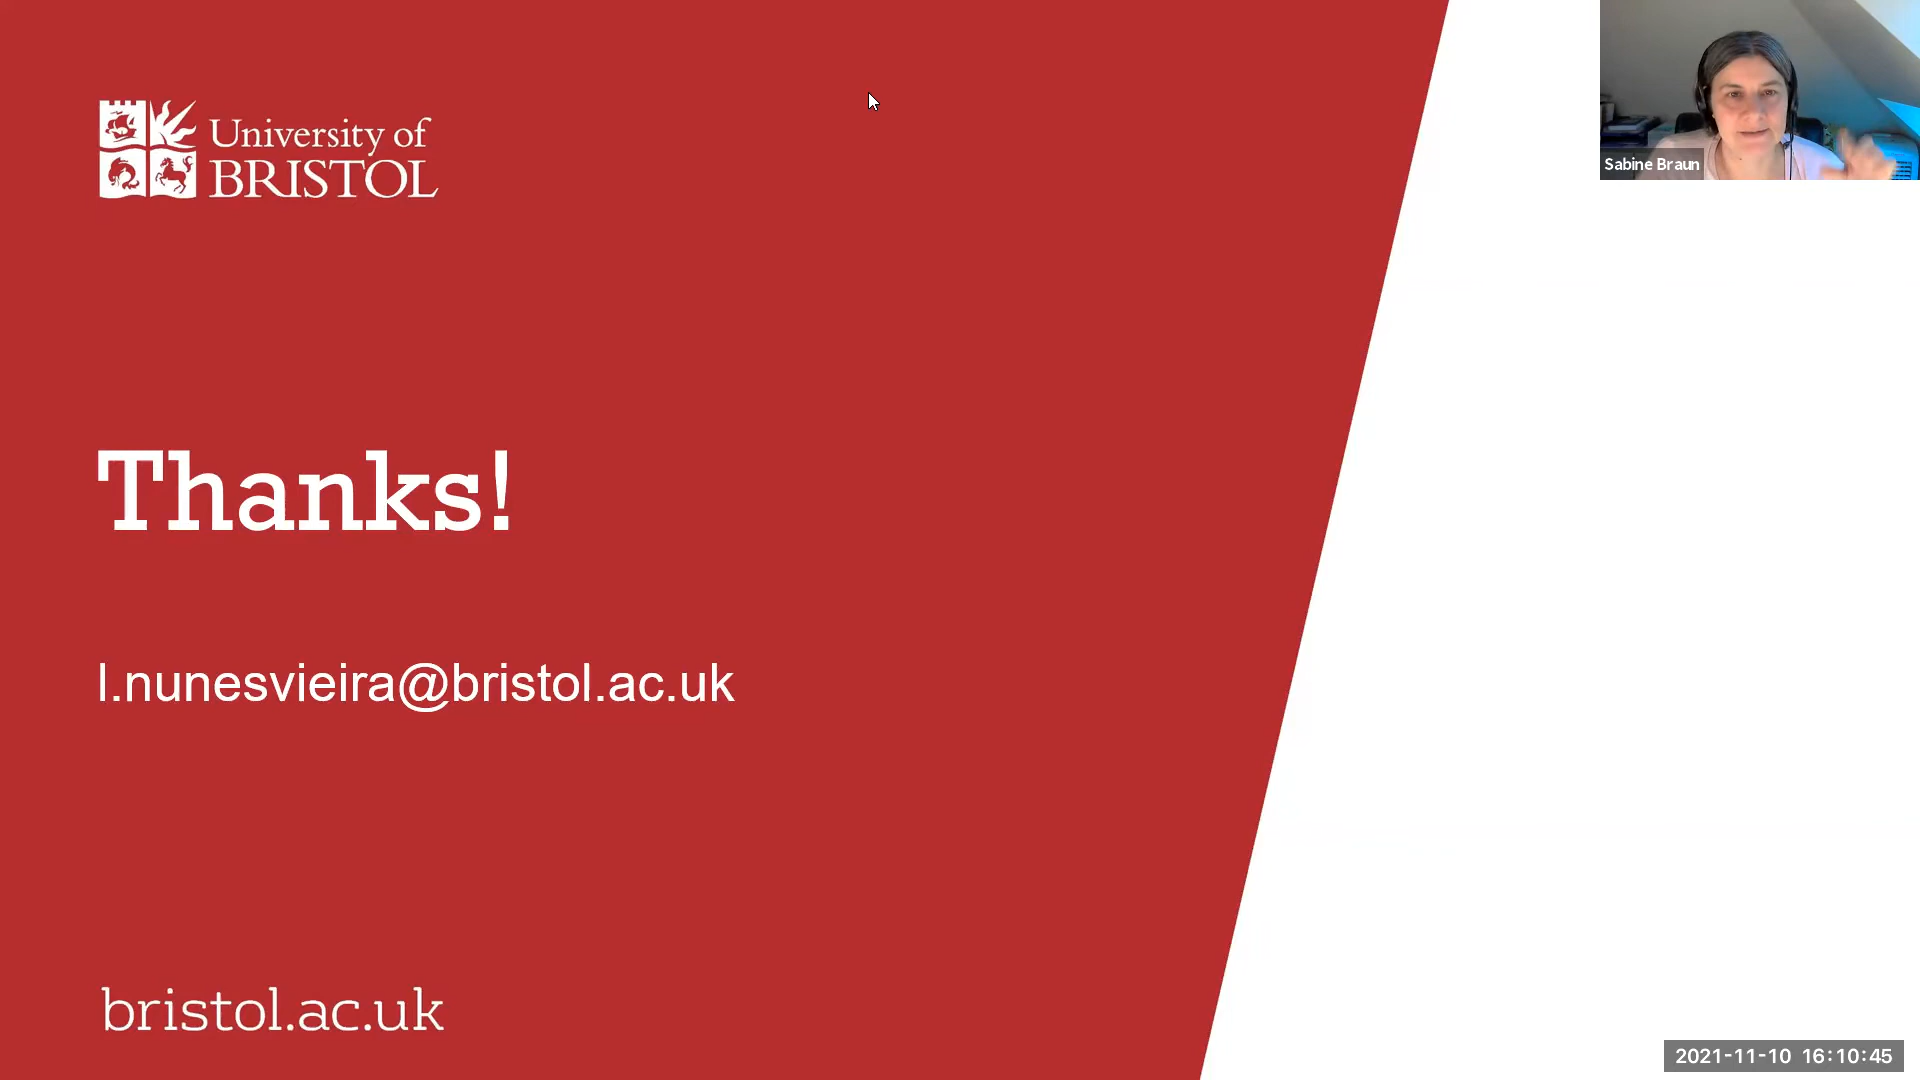 University of
BRISTOL
Thanks!
l.nunesvieira@bristol.ac.uk
bristol.ac.uk
Sabine Braun
2021-11-10 16:10:45